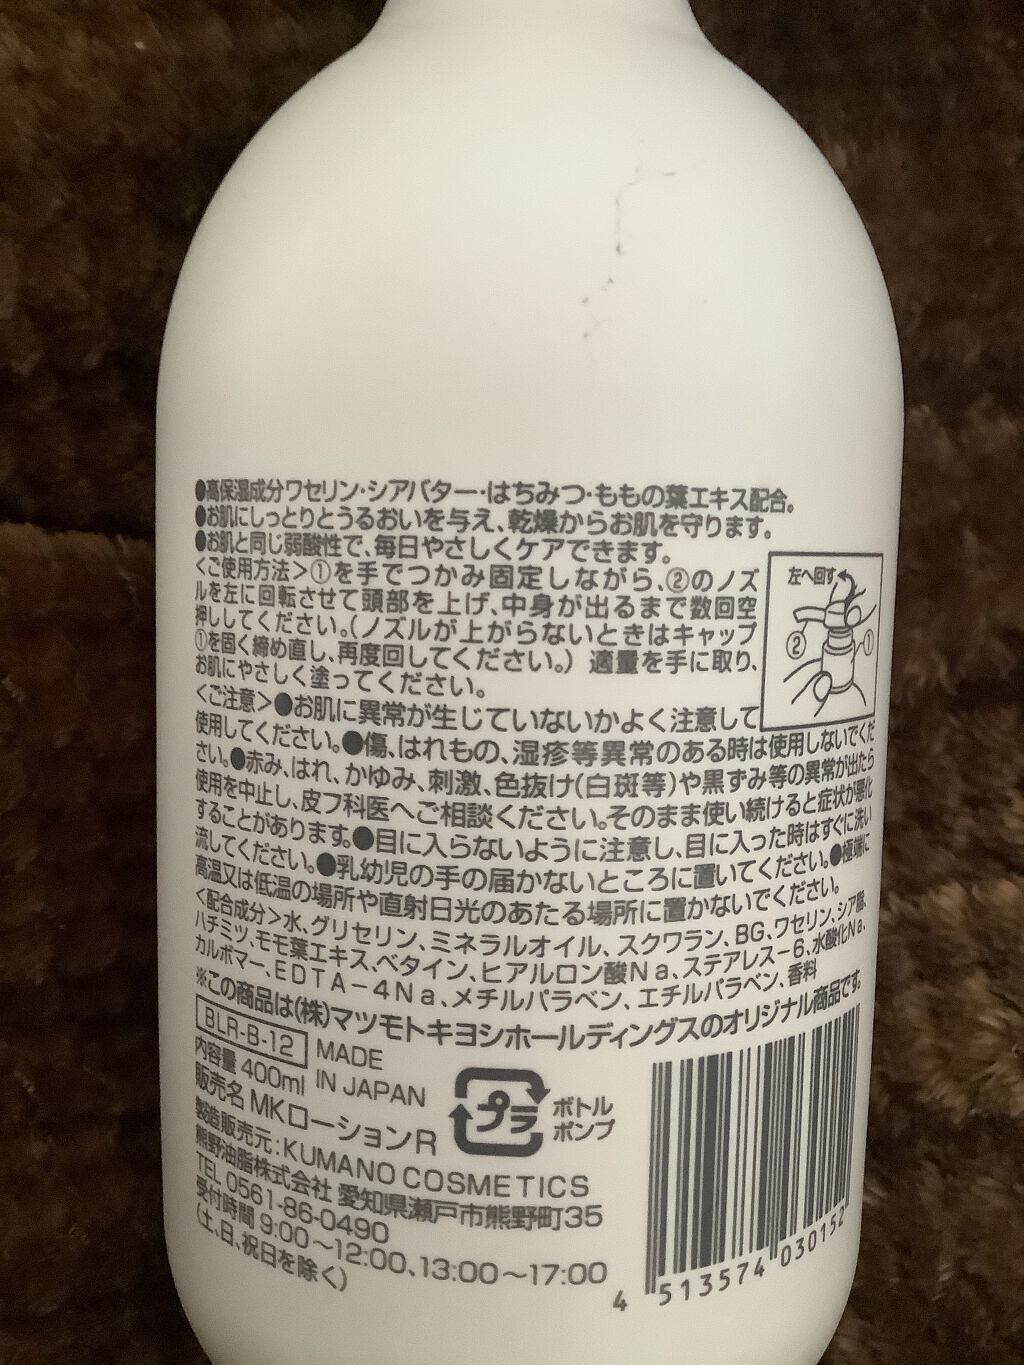 ●高保湿成分ワセリン・シアバター・はちみつ・ももの葉エキス配合。
●お肌にしっとりとうるおいを与え、乾燥からお肌を守ります。
●お肌と同じ弱酸性で、毎日やさしくケアできます。
<ご使用方法>①を手でつかみ固定しながら、②のノズ
ルを左に回転させて頭部を上げ、中身が出るまで数回空
押ししてください。(ノズルが上がらないときはキャップ
①を固く締め直し、再度回してください。)適量を手に取り、
お肌にやさしく塗ってください。
左へ回す
②
①
<ご注意>●お肌に異常が生じていないかよく注意して
使用してください。●傷、はれもの、湿疹等異常のある時は使用しないでくだ
さい。●赤み、はれ、かゆみ、刺激、色抜け(白斑等)や黒ずみ等の異常が出たら
使用を中止し、皮フ科医へご相談ください。そのまま使い続けると症状が悪化
することがあります。●目に入らないように注意し、目に入った時はすぐに洗い
流してください。●乳幼児の手の届かないところに置いてください。●極端に
高温又は低温の場所や直射日光のあたる場所に置かないでください。
<配合成分>水、グリセリン、ミネラルオイル、スクワラン、BG、ワセリン、シア脂、
ハチミツ、モモ葉エキス、ベタイン、ヒアルロン酸Na、ステアレス-6、水酸化Na、
カルボマー、EDTA-4Na、メチルパラベン、エチルパラベン、香料
※この商品は(株)マツモトキヨシホールディングスのオリジナル商品です。
BLR-B-12
MADE
IN JAPAN
内容量 400ml
販売名 MKローションR
プラ
ボトル
ポンプ
製造販売元:KUMANO COSMETICS
熊野油脂株式会社 愛知県瀬戸市熊野町35
TEL 0561-86-0490
受付時間 9:00～12:00、13:00～17:00
(土、日、祝日を除く)
4 513574 030152